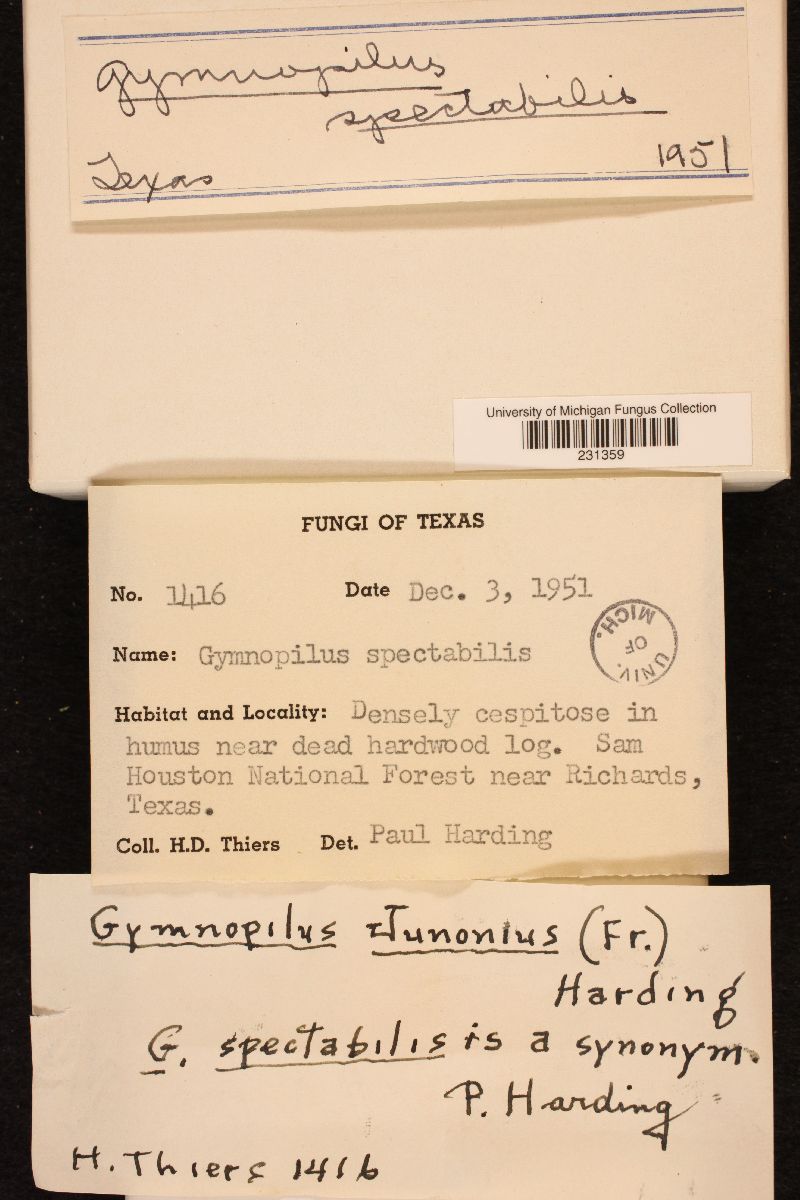 Gymnopilus
spectabilis
Texas 1951
University of Michigan Fungus Collection
231359
FUNGI OF TEXAS
No. 1416 Date Dec. 3, 1951
UNIV. OF MICH.
Name: Gymnopilus spectabilis
Habitat and Locality: Densely cespitose in
humus near dead hardwood log. Sam
Houston National Forest near Richards,
Texas.
Coll. H.D. Thiers Det. Paul Harding
Gymnopilus Junonius (Fr.)
Harding
G. spectabilis is a synonym.
P. Harding
H. Thiers 1416